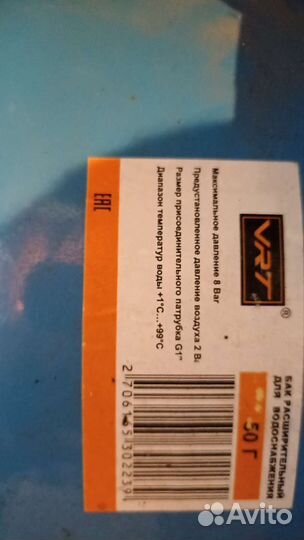 VRT
®
БАК РАСШИРИТЕЛЬНЫЙ
ДЛЯ ВОДОСНАБЖЕНИЯ
50 Г
Максимальное давление 8 Bar
Предустановленное давление воздуха 2 Ba
Размер присоединительного патрубка G1"
Диапазон температур воды +1°C...+99°C
EAC
Avito